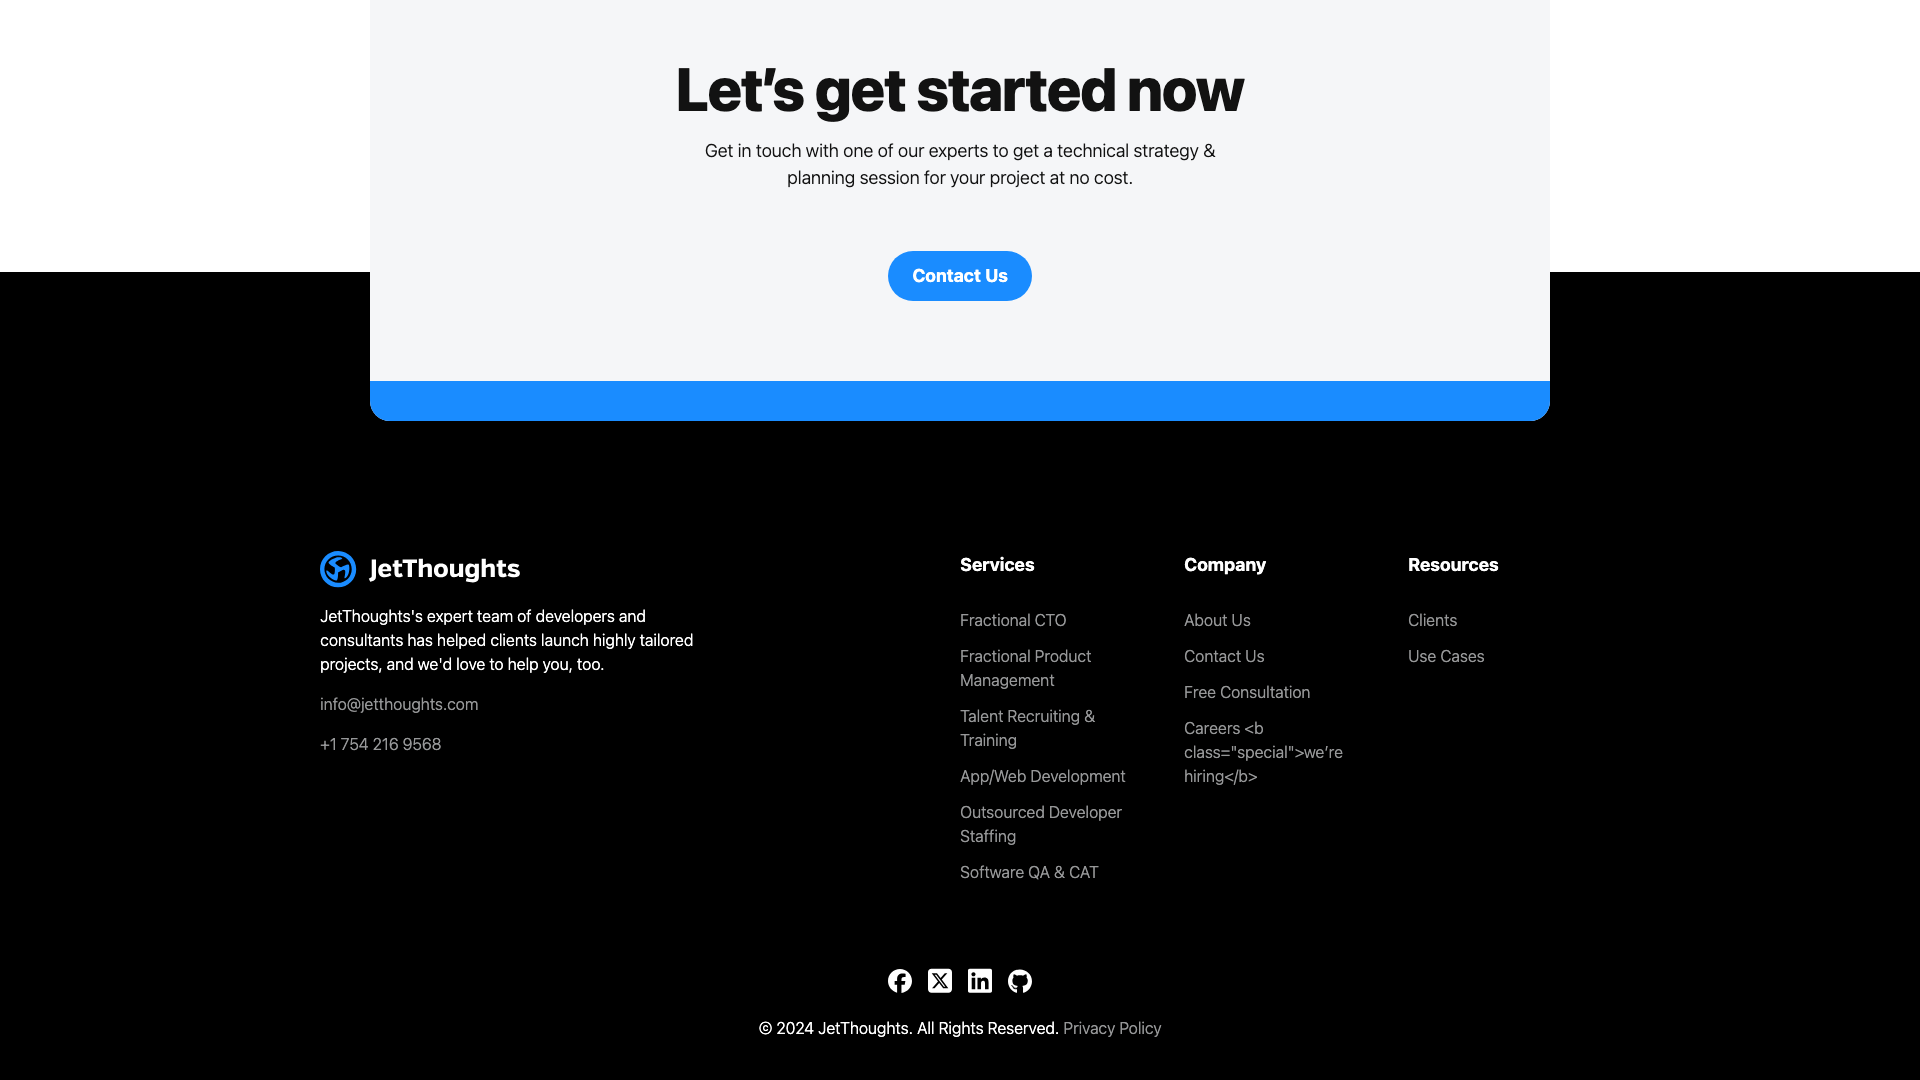 Let’s get started now
Get in touch with one of our experts to get a technical strategy &
planning session for your project at no cost.
Contact Us
JetThoughts
JetThoughts's expert team of developers and
consultants has helped clients launch highly tailored
projects, and we'd love to help you, too.
info@jetthoughts.com
+1 754 216 9568
Services
Fractional CTO
Fractional Product
Management
Talent Recruiting &
Training
App/Web Development
Outsourced Developer
Staffing
Software QA & CAT
Company
About Us
Contact Us
Free Consultation
Careers <b
class="special">we’re
hiring</b>
Resources
Clients
Use Cases
© 2024 JetThoughts. All Rights Reserved. Privacy Policy